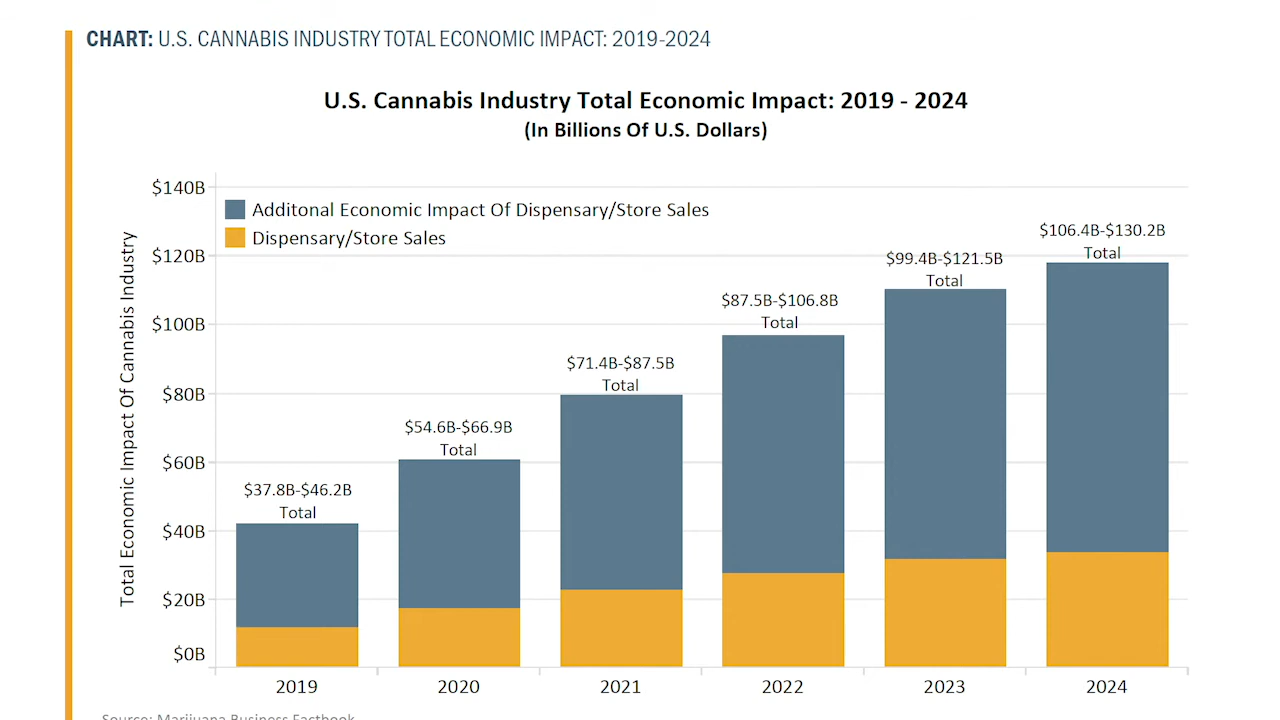 CHART: U.S. CANNABIS INDUSTRY TOTAL ECONOMIC IMPACT: 2019-2024
U.S. Cannabis Industry Total Economic Impact: 2019 - 2024
(In Billions Of U.S. Dollars)
Total Economic Impact Of Cannabis Industry
$140B
$120B
$100B
$80B
$60B
$40B
$20B
$0B
Additonal Economic Impact Of Dispensary/Store Sales
Dispensary/Store Sales
$37.8B-$46.2B
Total
$54.6B-$66.9B
Total
$71.4B-$87.5B
Total
$87.5B-$106.8B
Total
$99.4B-$121.5B
Total
$106.4B-$130.2B
Total
2019
2020
2021
2022
2023
2024
Source: Marijuana Business Factbook